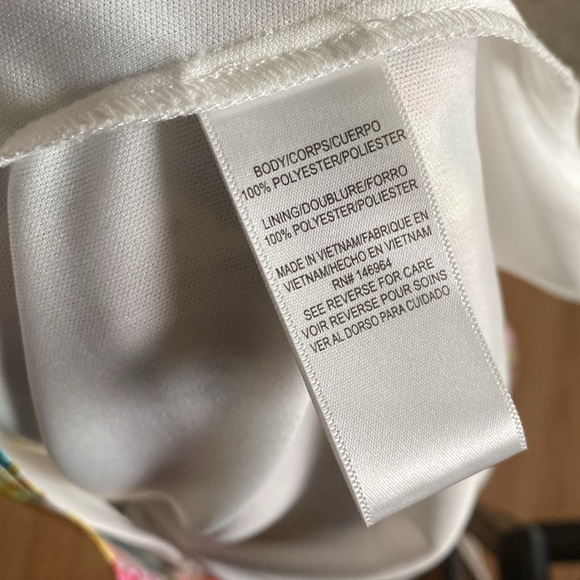 BODY/CORPS/CUERPO
100% POLYESTER/POLIESTER
LINING/DOUBLURE/FORRO
100% POLYESTER/POLIESTER
MADE IN VIETNAM/FABRIQUE EN
VIETNAM/HECHO EN VIETNAM
RN# 146964
SEE REVERSE FOR CARE
VOIR REVERSE POUR SOINS
VER AL DORSO PARA CUIDADO